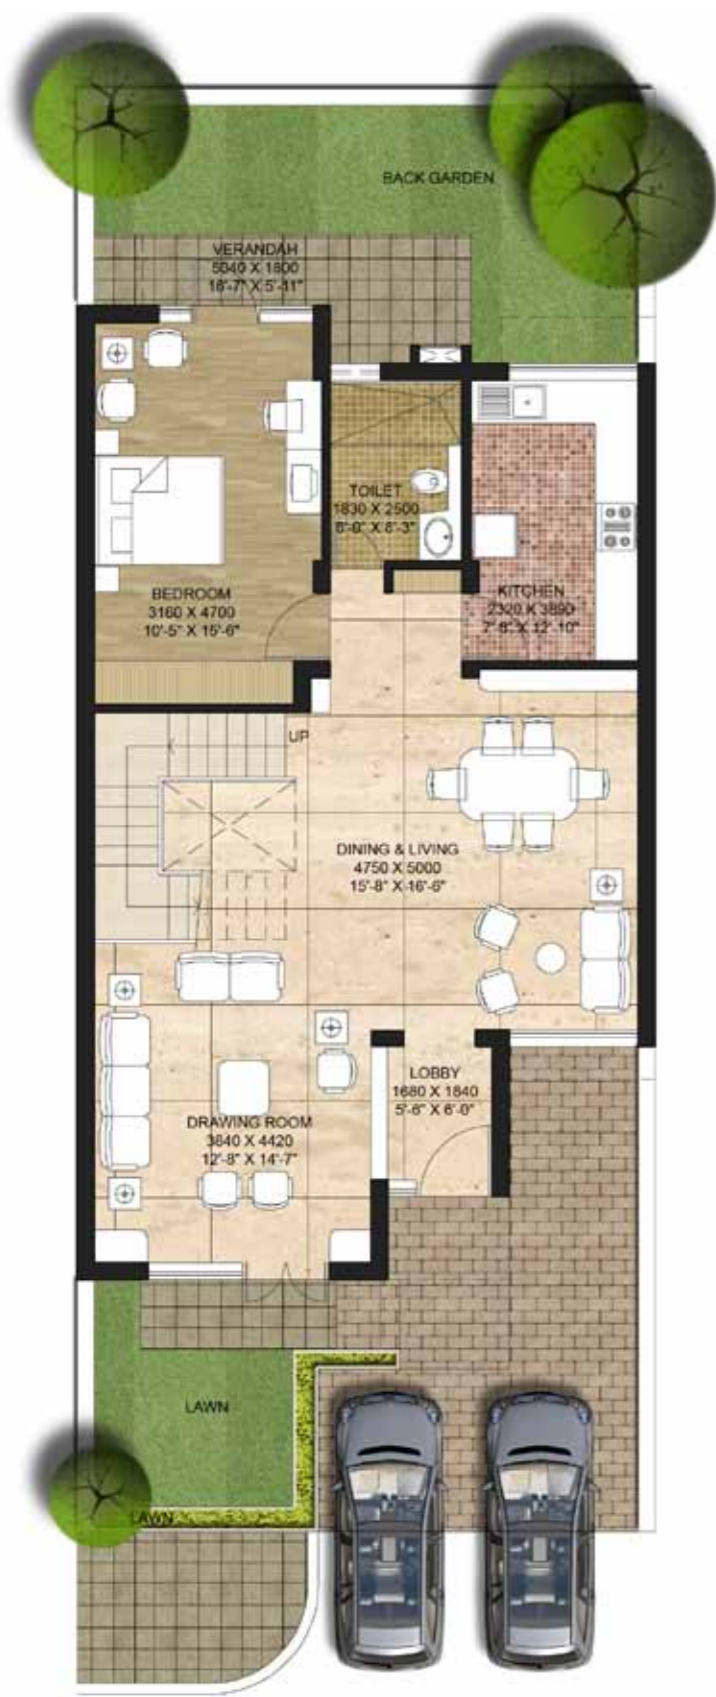 BACK GARDEN
VERANDAH
5040 X 1800
16'-7" X 5'-11"
TOILET
1830 X 2500
6'-0" X 8'-3"
BEDROOM
3160 X 4700
10'-5" X 15'-6"
KITCHEN
2320 X 3890
7'-8" X 12'-10"
UP
DINING & LIVING
4750 X 5000
15'-8" X 16'-6"
LOBBY
1680 X 1840
5'-6" X 6'-0"
DRAWING ROOM
3840 X 4420
12'-8" X 14'-7"
LAWN
LAWN